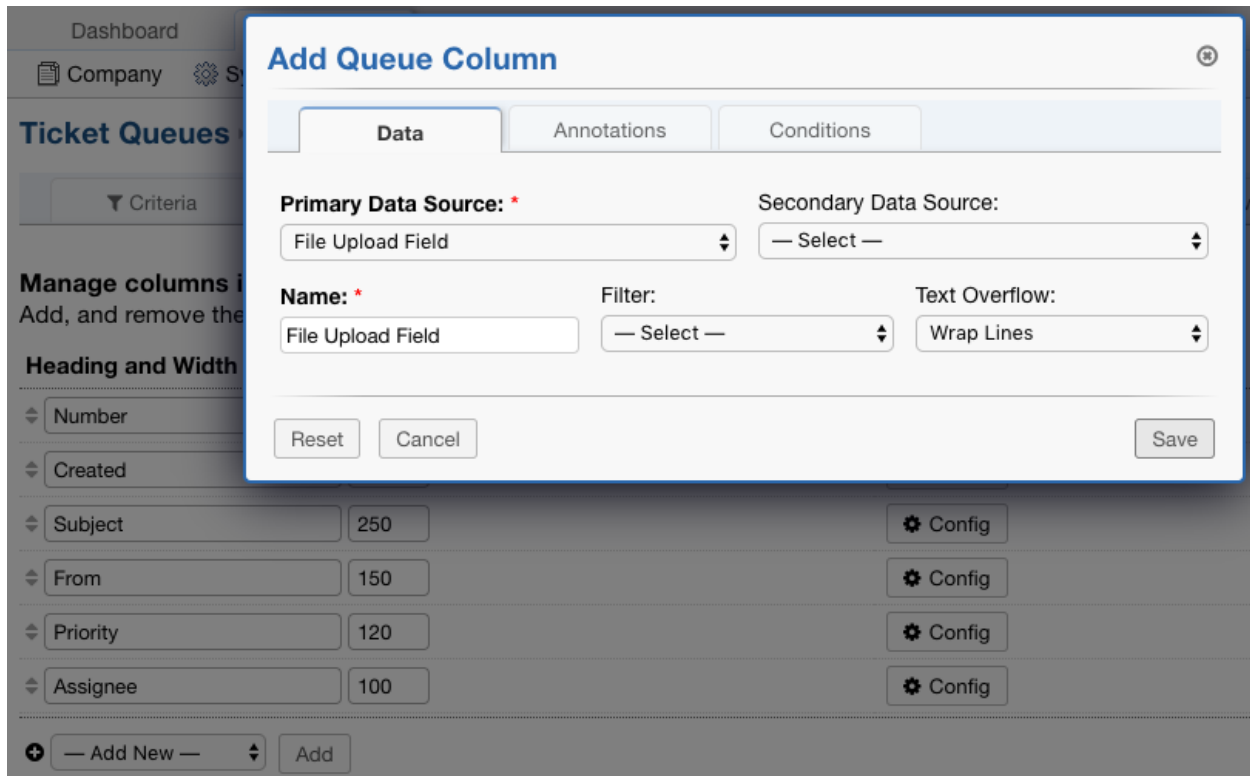 Dashboard
Company
Add Queue Column
Ticket Queues
Data
Annotations
Conditions
Criteria
Primary Data Source: *
Secondary Data Source:
File Upload Field
— Select —
Manage columns i
Add, and remove the
Name: *
Filter:
Text Overflow:
File Upload Field
— Select —
Wrap Lines
Heading and Width
Number
Reset
Cancel
Save
Created
Subject
250
Config
From
150
Config
Priority
120
Config
Assignee
100
Config
— Add New —
Add